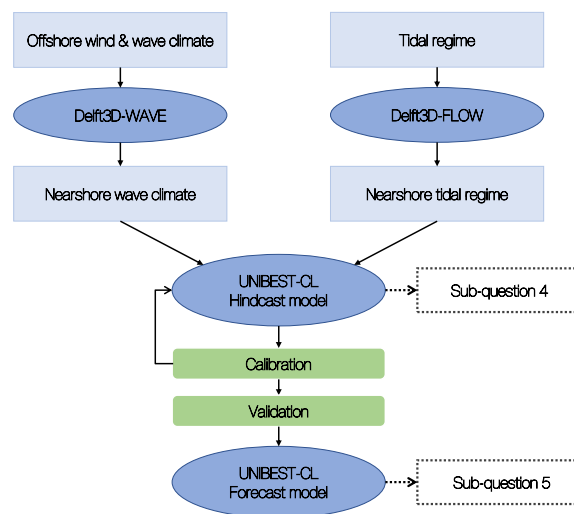 Offshore wind & wave climate
Tidal regime
Delft3D-WAVE
Delft3D-FLOW
Nearshore wave climate
Nearshore tidal regime
UNIBEST-CL
Hindcast model
Sub-question 4
Calibration
Validation
UNIBEST-CL
Forecast model
Sub-question 5